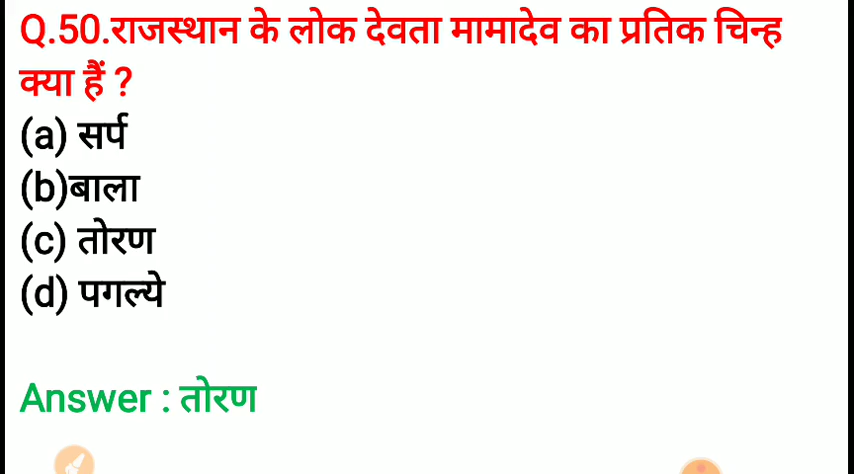 Q.50.राजस्थान के लोक देवता मामादेव का प्रतिक चिन्ह
क्या हैं ?
(a) सर्प
(b)बाला
(c) तोरण
(d) पगल्ये
Answer : तोरण